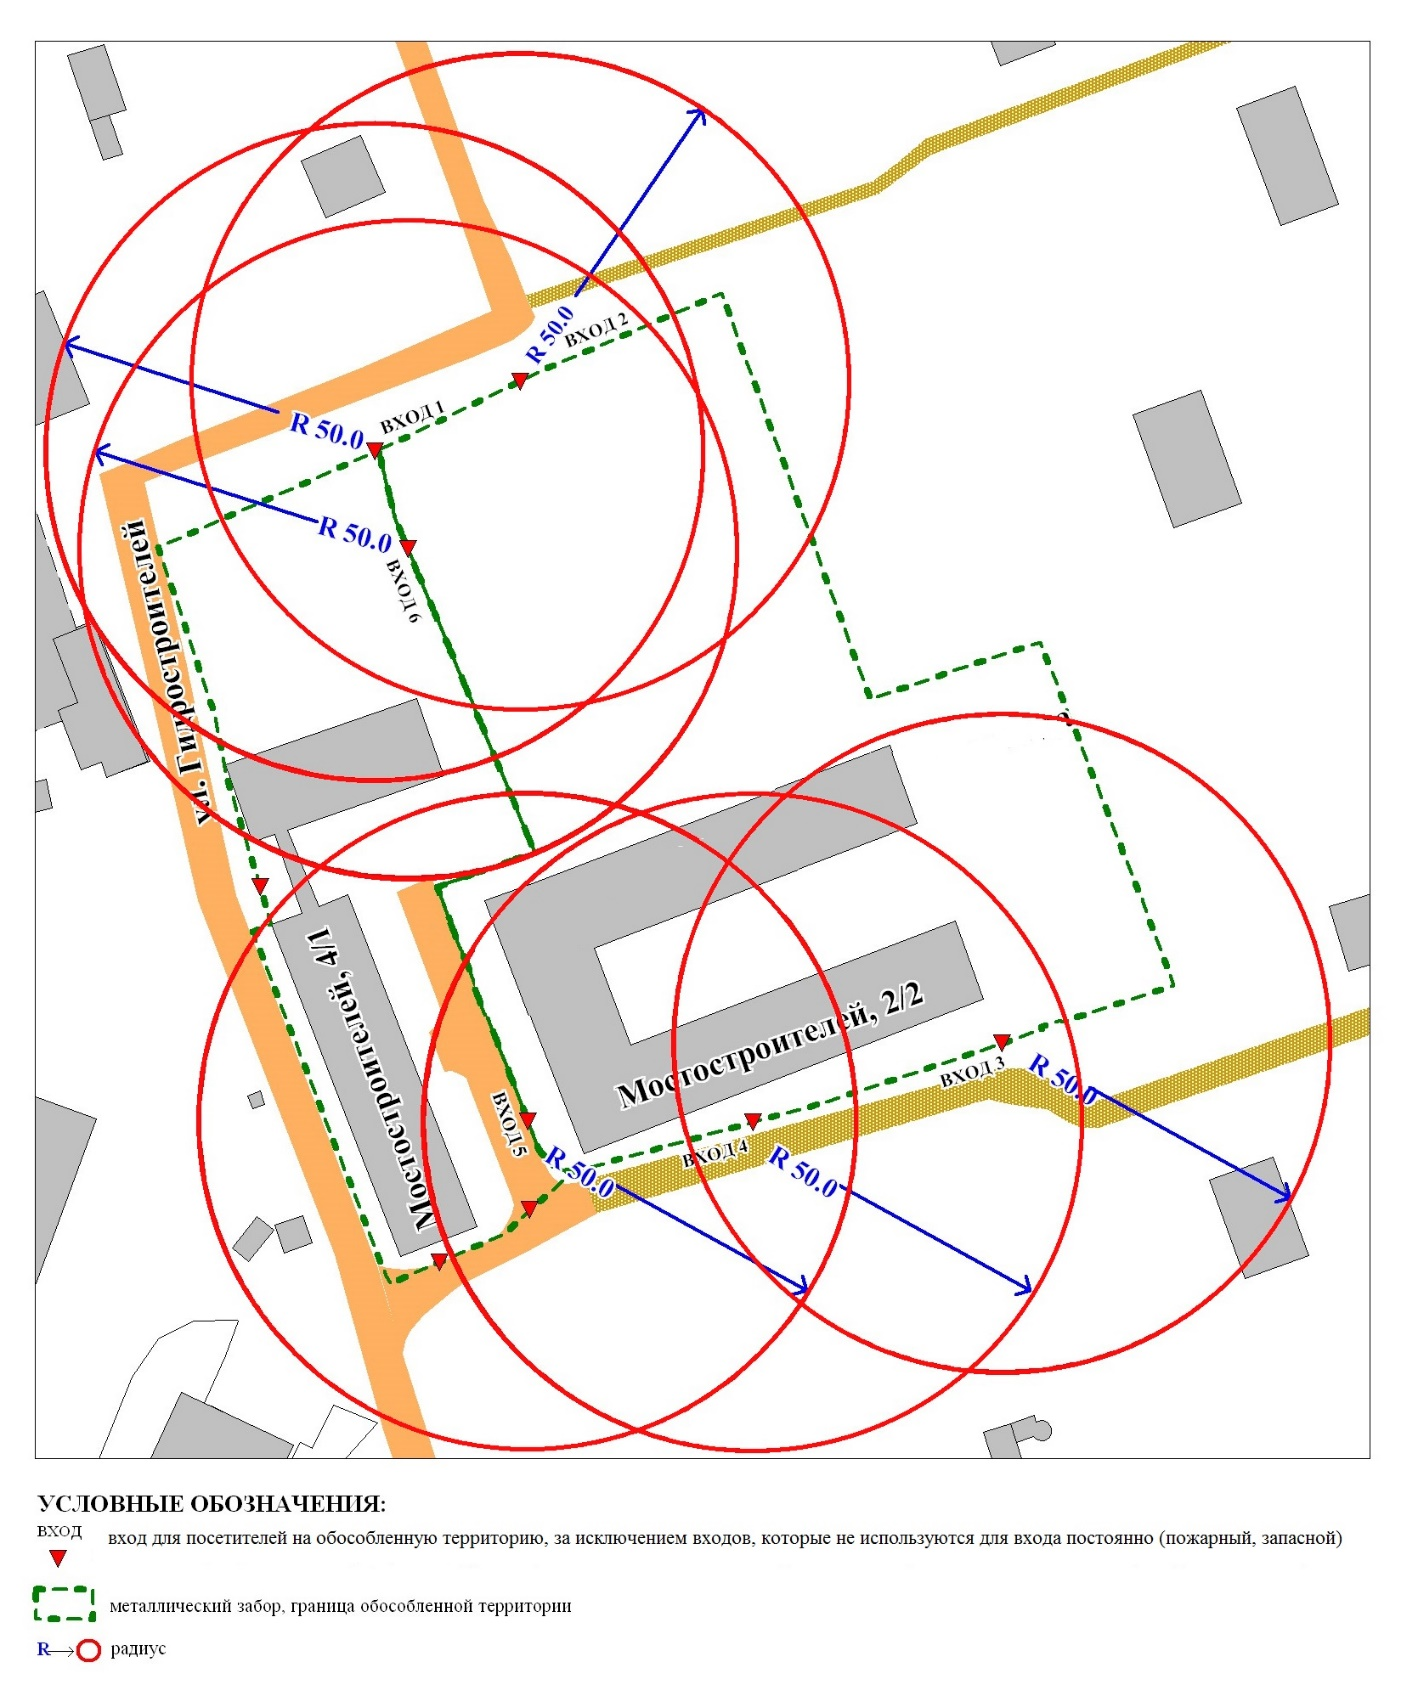 R 50.0
ВХОД 2
ВХОД 1
R 50.0
R 50.0
ВХОД 6
ул. Гидростроителей
Мостостроителей, 4/1
Мостостроителей, 2/2
ВХОД 3
R 50.0
ВХОД 5
ВХОД 4
R 50.0
R 50.0
УСЛОВНЫЕ ОБОЗНАЧЕНИЯ:
ВХОД
вход для посетителей на обособленную территорию, за исключением входов, которые не используются для входа постоянно (пожарный, запасной)
металлический забор, граница обособленной территории
R радиус